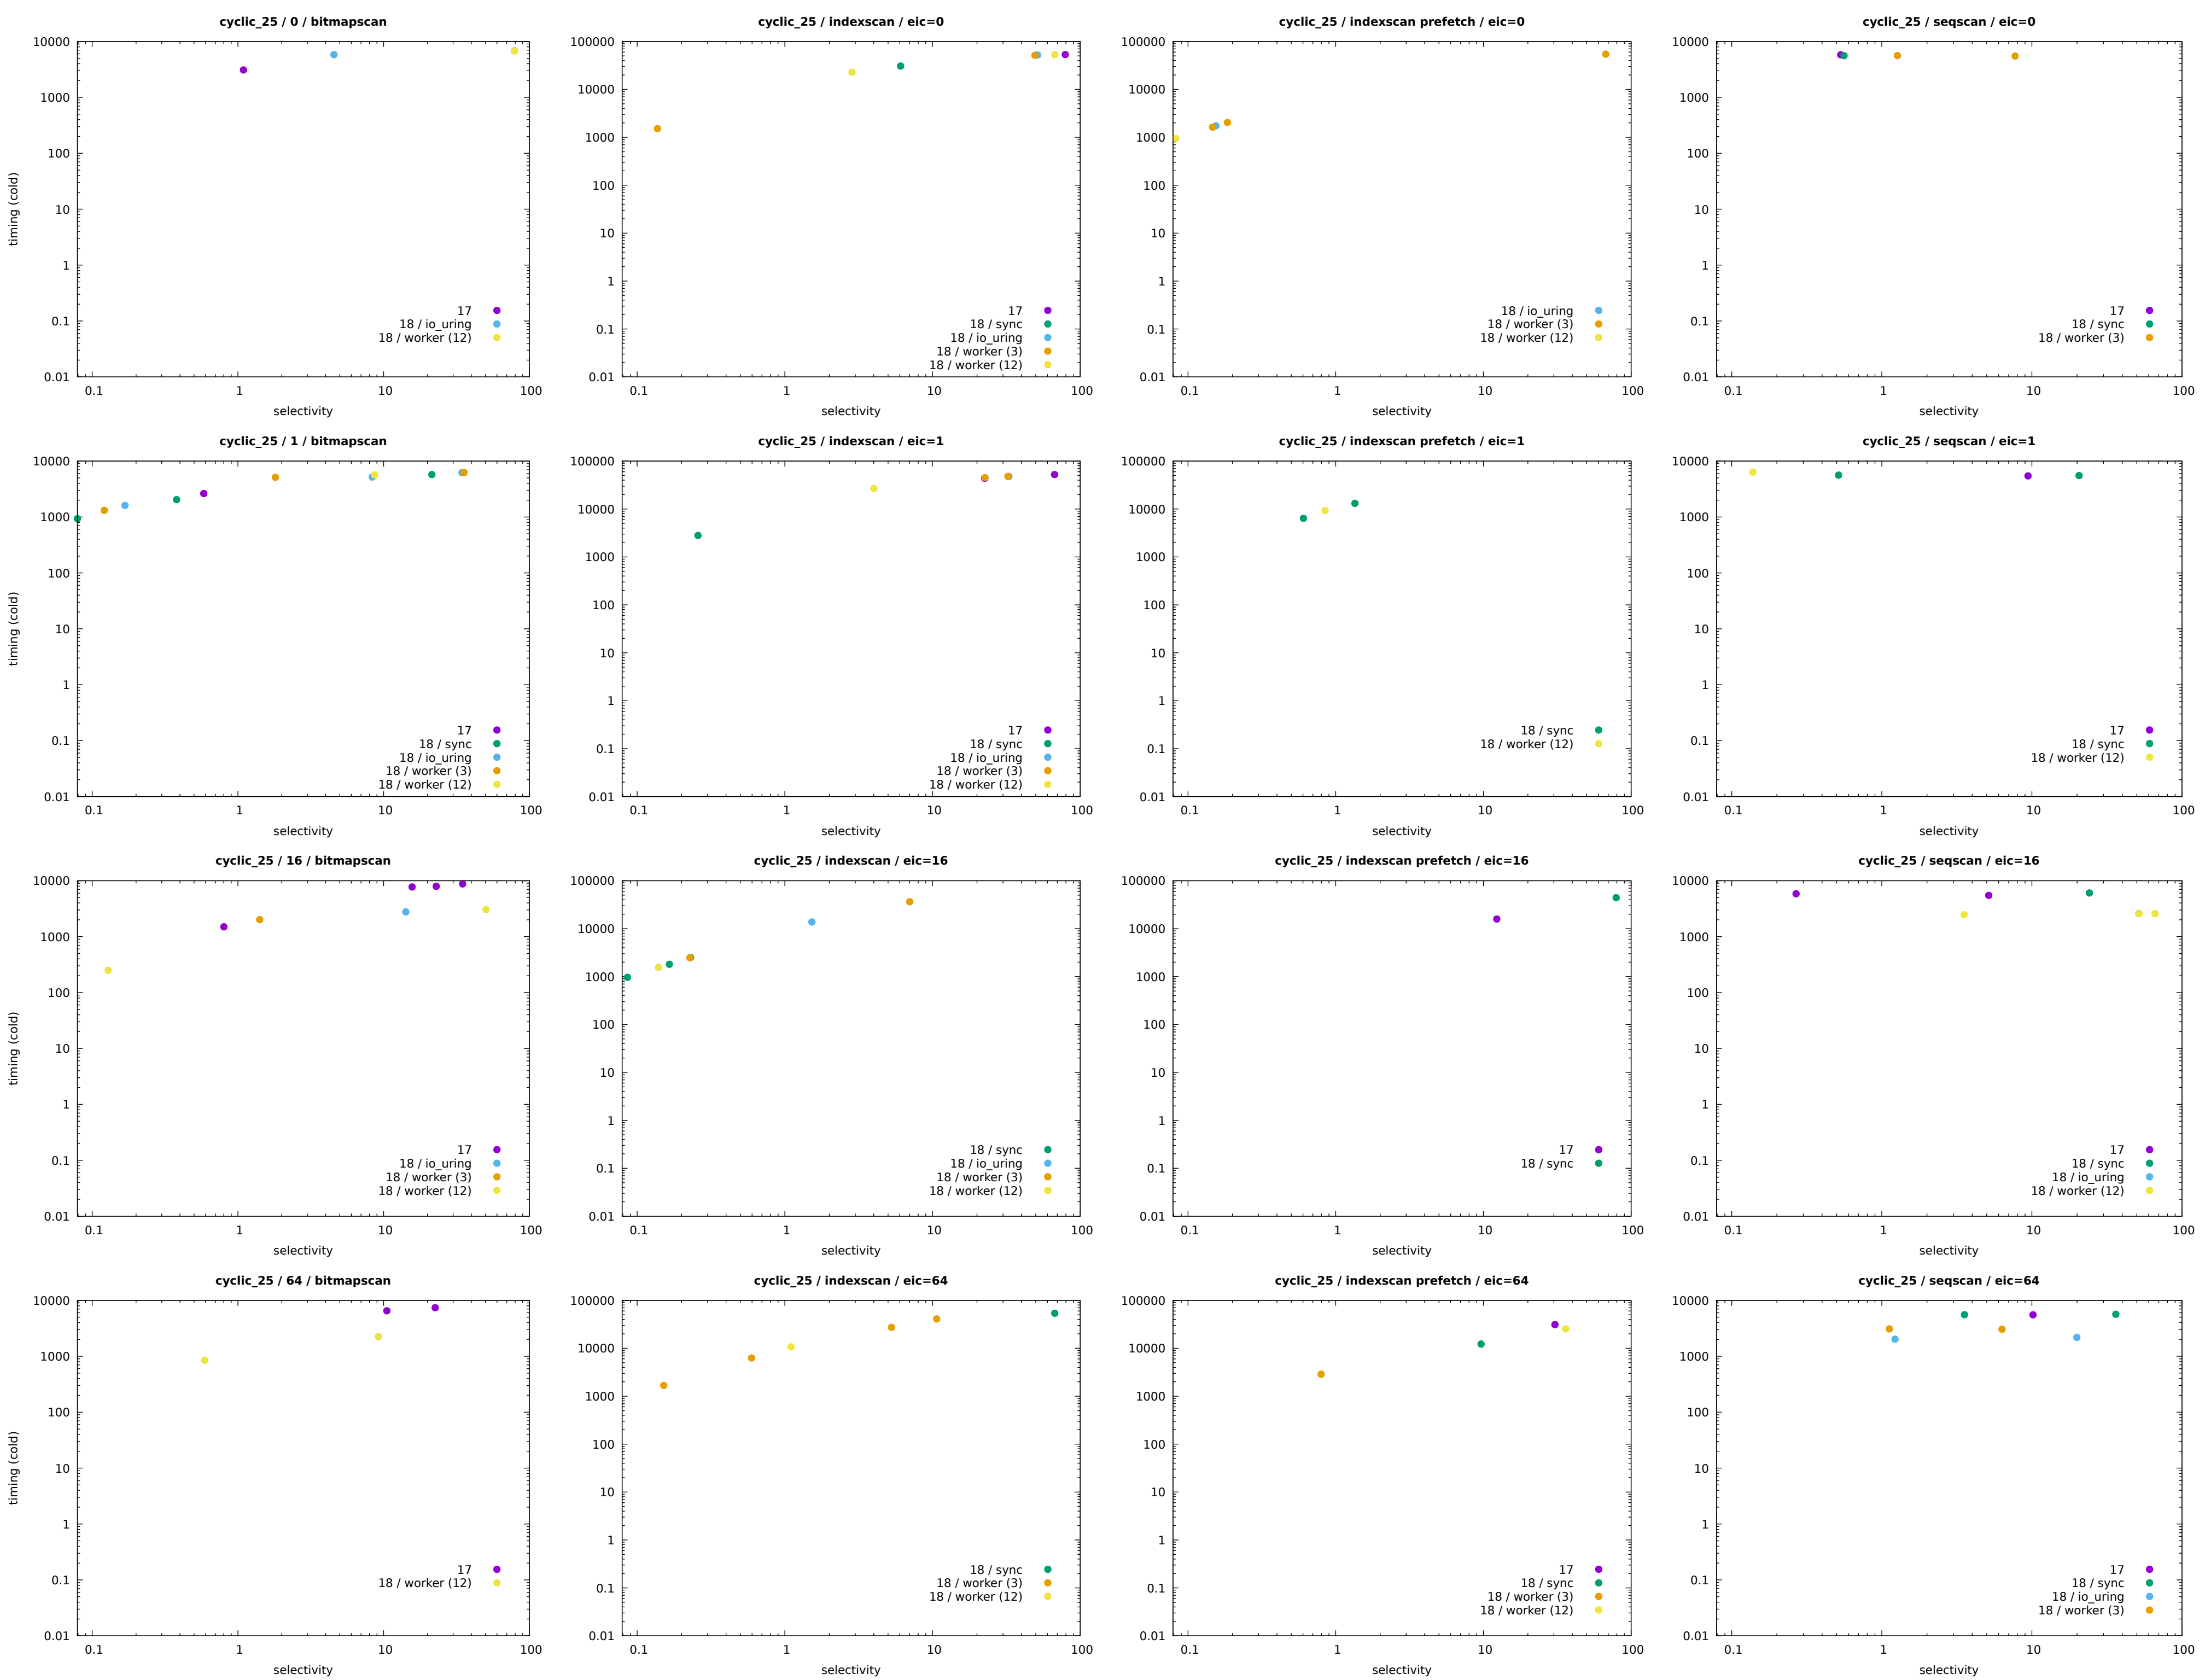 cyclic_25 / 0 / bitmapscan
10000
1000
100
10
1
0.1
0.01
timing (cold)
17
18 / io_uring
18 / worker (12)
0.1 1 10 100
selectivity
cyclic_25 / indexscan / eic=0
100000
10000
1000
100
10
1
0.1
0.01
17
18 / sync
18 / io_uring
18 / worker (3)
18 / worker (12)
0.1 1 10 100
selectivity
cyclic_25 / indexscan prefetch / eic=0
100000
10000
1000
100
10
1
0.1
0.01
18 / io_uring
18 / worker (3)
18 / worker (12)
0.1 1 10 100
selectivity
cyclic_25 / seqscan / eic=0
10000
1000
100
10
1
0.1
0.01
17
18 / sync
18 / worker (3)
0.1 1 10 100
selectivity
cyclic_25 / 1 / bitmapscan
10000
1000
100
10
1
0.1
0.01
timing (cold)
17
18 / sync
18 / io_uring
18 / worker (3)
18 / worker (12)
0.1 1 10 100
selectivity
cyclic_25 / indexscan / eic=1
100000
10000
1000
100
10
1
0.1
0.01
17
18 / sync
18 / io_uring
18 / worker (3)
18 / worker (12)
0.1 1 10 100
selectivity
cyclic_25 / indexscan prefetch / eic=1
100000
10000
1000
100
10
1
0.1
0.01
18 / sync
18 / worker (12)
0.1 1 10 100
selectivity
cyclic_25 / seqscan / eic=1
10000
1000
100
10
1
0.1
0.01
17
18 / sync
18 / worker (12)
0.1 1 10 100
selectivity
cyclic_25 / 16 / bitmapscan
10000
1000
100
10
1
0.1
0.01
timing (cold)
17
18 / io_uring
18 / worker (3)
18 / worker (12)
0.1 1 10 100
selectivity
cyclic_25 / indexscan / eic=16
100000
10000
1000
100
10
1
0.1
0.01
18 / sync
18 / io_uring
18 / worker (3)
18 / worker (12)
0.1 1 10 100
selectivity
cyclic_25 / indexscan prefetch / eic=16
100000
10000
1000
100
10
1
0.1
0.01
17
18 / sync
0.1 1 10 100
selectivity
cyclic_25 / seqscan / eic=16
10000
1000
100
10
1
0.1
0.01
17
18 / sync
18 / io_uring
18 / worker (12)
0.1 1 10 100
selectivity
cyclic_25 / 64 / bitmapscan
10000
1000
100
10
1
0.1
0.01
timing (cold)
17
18 / worker (12)
0.1 1 10 100
selectivity
cyclic_25 / indexscan / eic=64
100000
10000
1000
100
10
1
0.1
0.01
18 / sync
18 / worker (3)
18 / worker (12)
0.1 1 10 100
selectivity
cyclic_25 / indexscan prefetch / eic=64
100000
10000
1000
100
10
1
0.1
0.01
17
18 / sync
18 / worker (3)
18 / worker (12)
0.1 1 10 100
selectivity
cyclic_25 / seqscan / eic=64
10000
1000
100
10
1
0.1
0.01
17
18 / sync
18 / io_uring
18 / worker (3)
0.1 1 10 100
selectivity